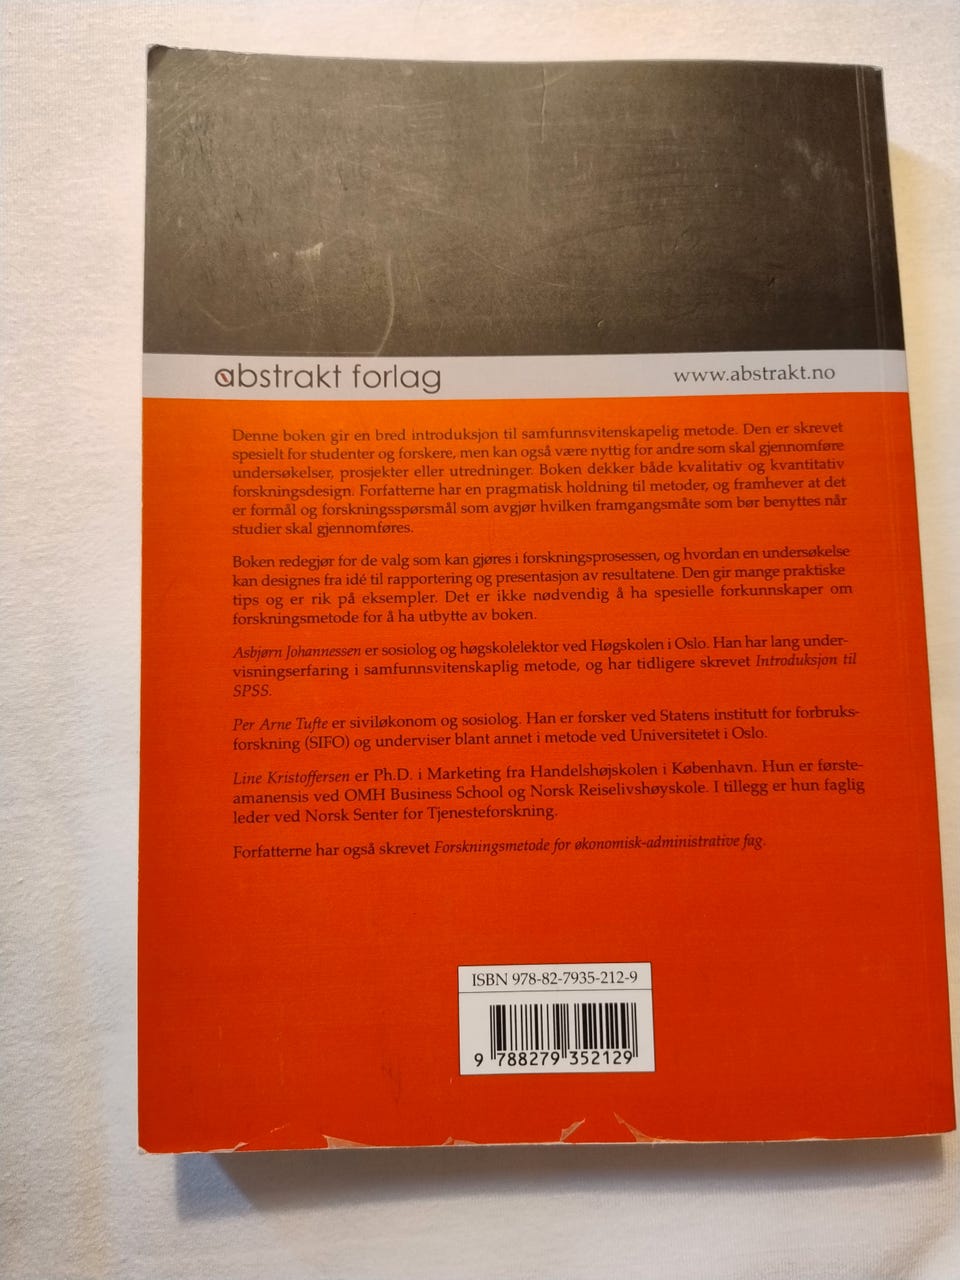 abstrakt forlag
www.abstrakt.no
Denne boken gir en bred introduksjon til samfunnsvitenskapelig metode. Den er skrevet
spesielt for studenter og forskere, men kan også være nyttig for andre som skal gjennomføre
undersøkelser, prosjekter eller utredninger. Boken dekker både kvalitativ og kvantitativ
forskningsdesign. Forfatterne har en pragmatisk holdning til metoder, og framhever at det
er formål og forskningsspørsmål som avgjør hvilken framgangsmåte som bør benyttes når
studier skal gjennomføres.
Boken redegjør for de valg som kan gjøres i forskningsprosessen, og hvordan en undersøkelse
kan designes fra idé til rapportering og presentasjon av resultatene. Den gir mange praktiske
tips og er rik på eksempler. Det er ikke nødvendig å ha spesielle forkunnskaper om
forskningsmetode for å ha utbytte av boken.
Asbjørn Johannessen er sosiolog og høgskolelektor ved Høgskolen i Oslo. Han har lang under-
visningserfaring i samfunnsvitenskaplig metode, og har tidligere skrevet Introduksjon til
SPSS.
Per Arne Tufte er siviløkonom og sosiolog. Han er forsker ved Statens institutt for forbruks-
forskning (SIFO) og underviser blant annet i metode ved Universitetet i Oslo.
Line Kristoffersen er Ph.D. i Marketing fra Handelshøjskolen i København. Hun er første-
amanensis ved OMH Business School og Norsk Reiselivshøyskole. I tillegg er hun faglig
leder ved Norsk Senter for Tjenesteforskning.
Forfatterne har også skrevet Forskningsmetode for økonomisk-administrative fag.
ISBN 978-82-7935-212-9
9 788279 352129